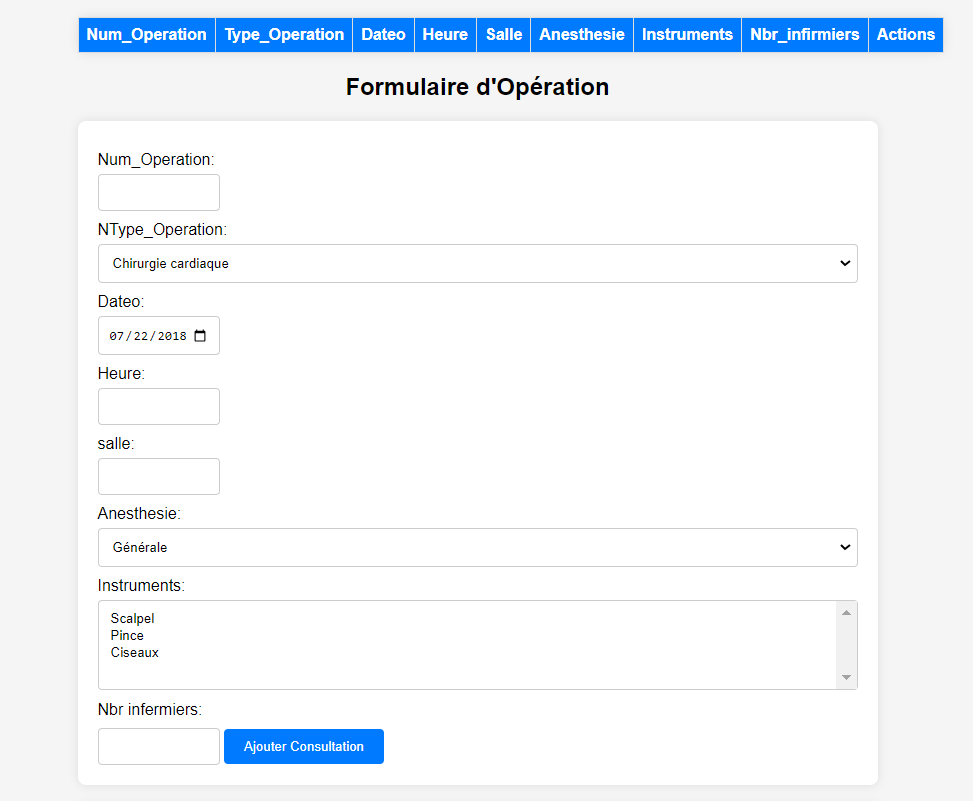 Num_Operation Type_Operation Dateo Heure Salle Anesthesie Instruments Nbr_infirmiers Actions
Formulaire d'Opération
Num_Operation:
NType_Operation:
Chirurgie cardiaque
Dateo:
07/22/2018
Heure:
salle:
Anesthesie:
Générale
Instruments:
Scalpel
Pince
Ciseaux
Nbr infermiers:
Ajouter Consultation